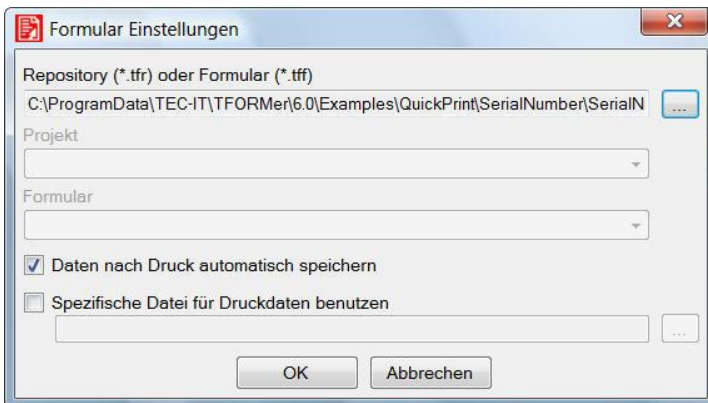 Formular Einstellungen
Repository (*.tfr) oder Formular (*.tff)
C:\ProgramData\TEC-IT\TFORMer\6.0\Examples\QuickPrint\SerialNumber\SerialN
...
Projekt
Formular
Daten nach Druck automatisch speichern
Spezifische Datei für Druckdaten benutzen
...
OK Abbrechen